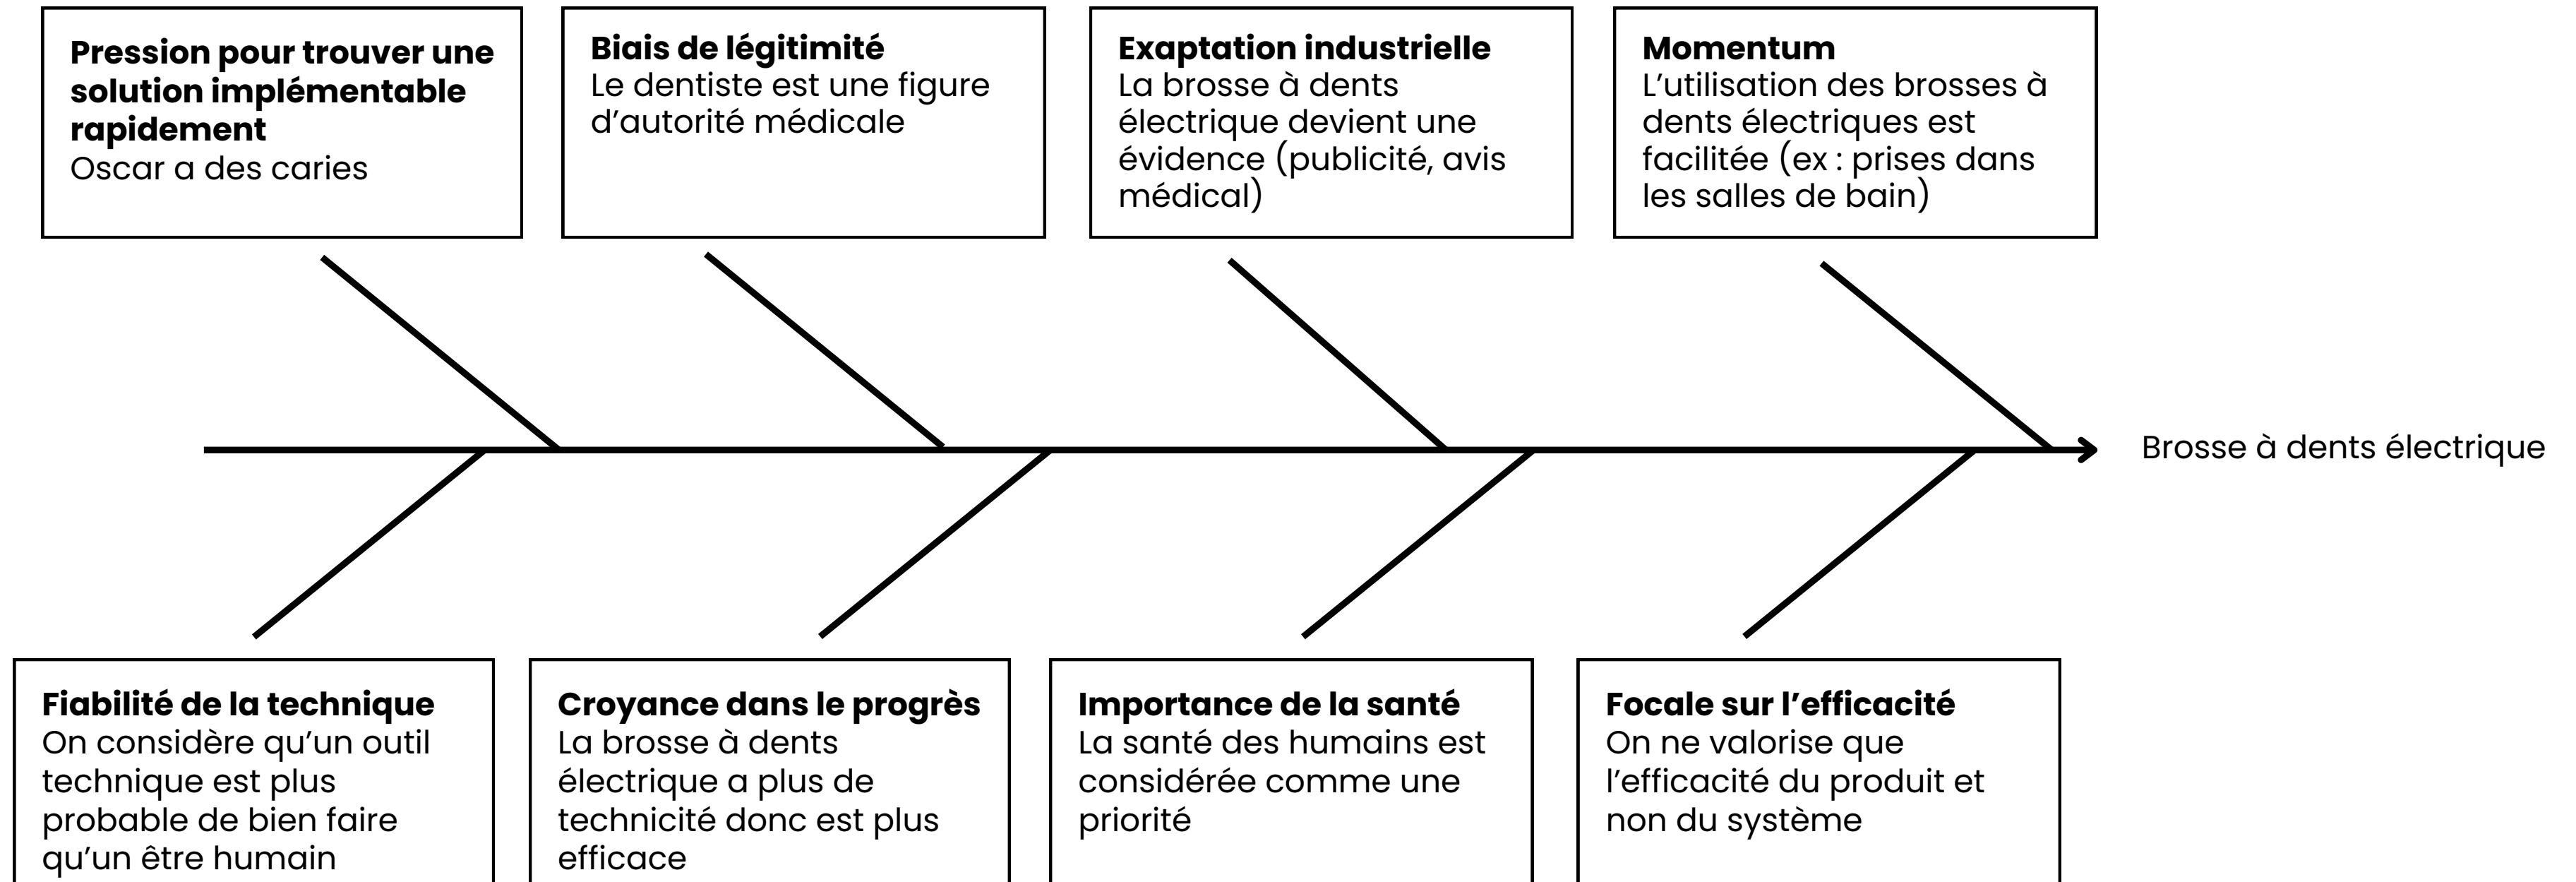 Pression pour trouver une
solution implémentable
rapidement
Oscar a des caries
Biais de légitimité
Le dentiste est une figure
d’autorité médicale
Exaptation industrielle
La brosse à dents
électrique devient une
évidence (publicité, avis
médical)
Momentum
L’utilisation des brosses à
dents électriques est
facilitée (ex : prises dans
les salles de bain)
Brosse à dents électrique
Fiabilité de la technique
On considère qu’un outil
technique est plus
probable de bien faire
qu’un être humain
Croyance dans le progrès
La brosse à dents
électrique a plus de
technicité donc est plus
efficace
Importance de la santé
La santé des humains est
considérée comme une
priorité
Focale sur l’efficacité
On ne valorise que
l’efficacité du produit et
non du système